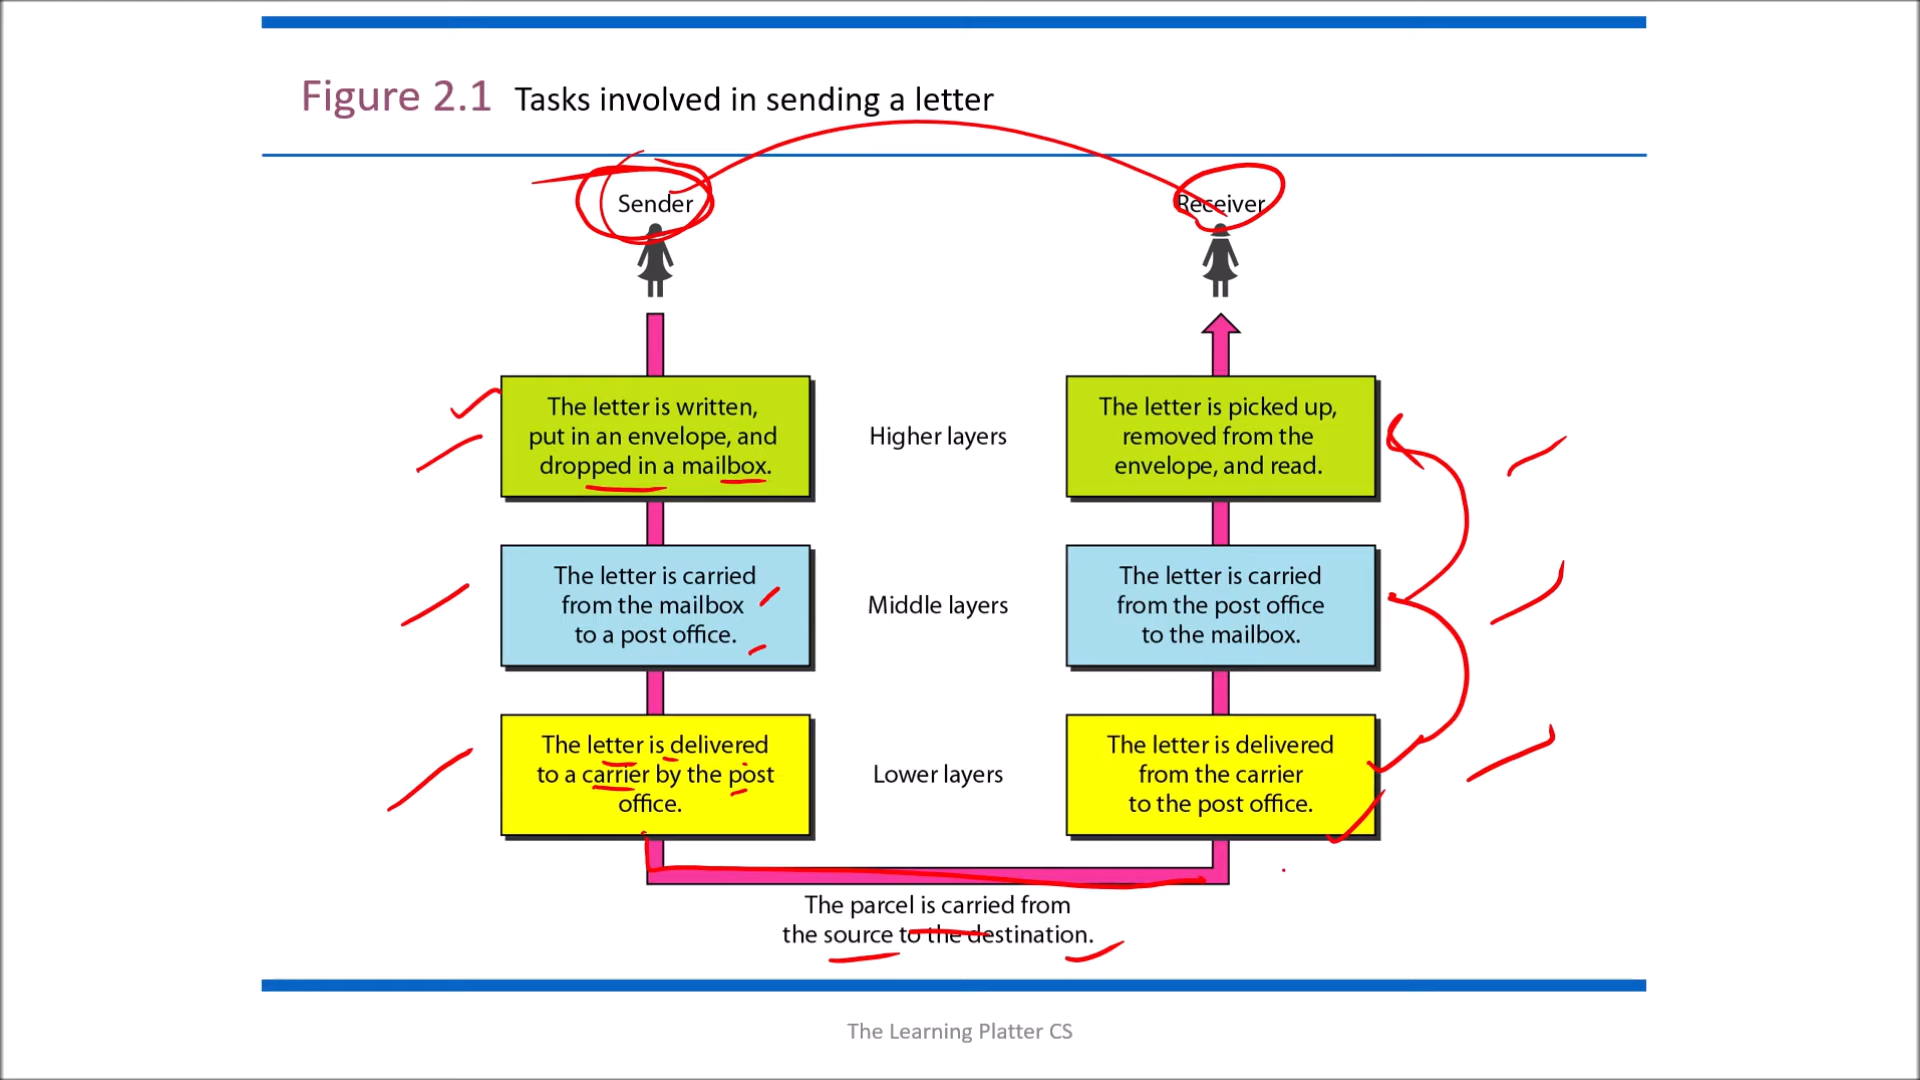 Figure 2.1 Tasks involved in sending a letter
Sender
Receiver
The letter is written,
put in an envelope, and
dropped in a mailbox.
Higher layers
The letter is picked up,
removed from the
envelope, and read.
The letter is carried
from the mailbox
to a post office.
Middle layers
The letter is carried
from the post office
to the mailbox.
The letter is delivered
to a carrier by the post
office.
Lower layers
The letter is delivered
from the carrier
to the post office.
The parcel is carried from
the source to the destination.
The Learning Platter CS